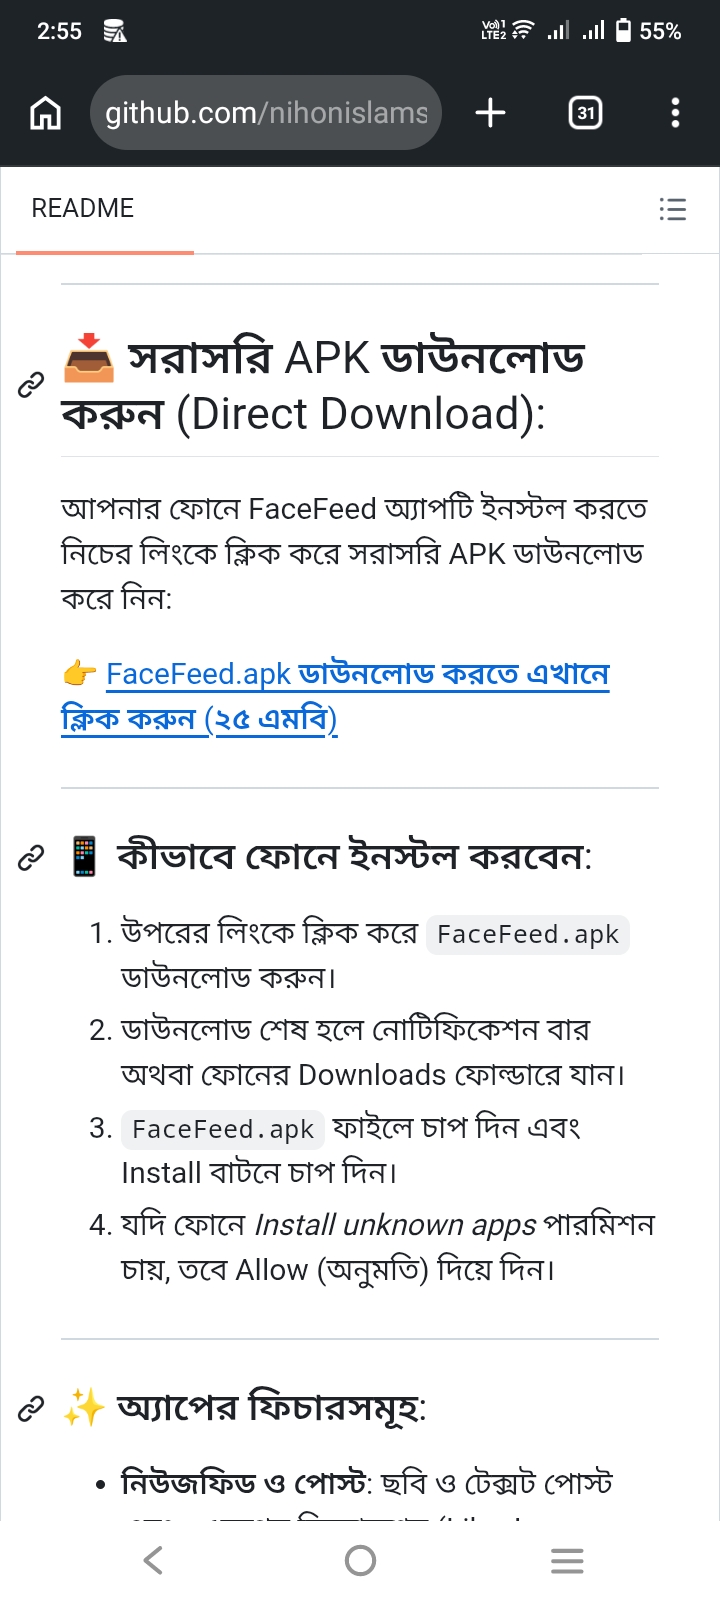 2:55
Vo)) 1
LTE2
55%
github.com/nihonislams
31
README
📥 সরাসরি APK ডাউনলোড
করুন (Direct Download):
আপনার ফোনে FaceFeed অ্যাপটি ইনস্টল করতে
নিচের লিংকে ক্লিক করে সরাসরি APK ডাউনলোড
করে নিন:
👉 FaceFeed.apk ডাউনলোড করতে এখানে
ক্লিক করুন (২৫ এমবি)
📱 কীভাবে ফোনে ইনস্টল করবেন:
1. উপরের লিংকে ক্লিক করে FaceFeed.apk
ডাউনলোড করুন।
2. ডাউনলোড শেষ হলে নোটিফিকেশন বার
অথবা ফোনের Downloads ফোল্ডারে যান।
3. FaceFeed.apk ফাইলে চাপ দিন এবং
Install বাটনে চাপ দিন।
4. যদি ফোনে Install unknown apps পারমিশন
চায়, তবে Allow (অনুমতি) দিয়ে দিন।
✨ অ্যাপের ফিচারসমূহ:
• নিউজফিড ও পোস্ট: ছবি ও টেক্সট পোস্ট